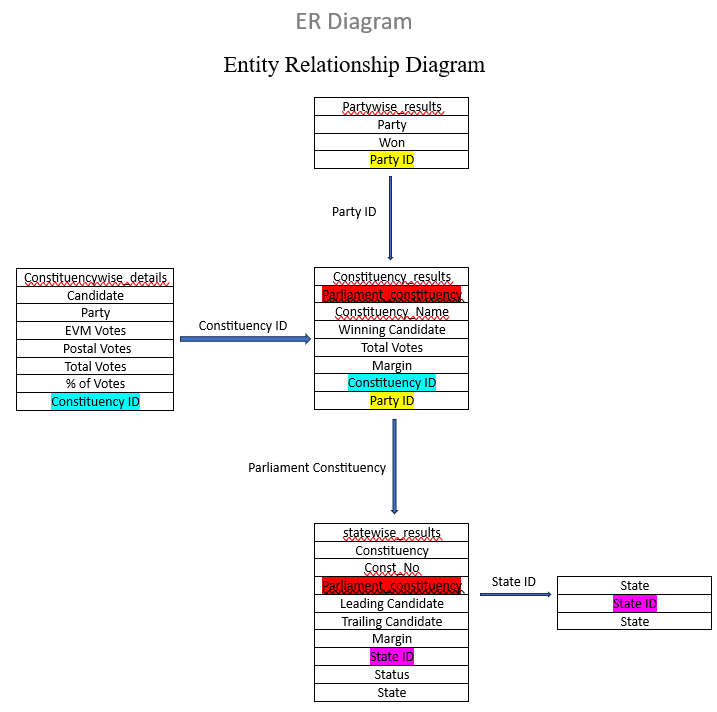 ER Diagram
Entity Relationship Diagram
Partywise_results
Party
Won
Party ID
Party ID
Constituencywise_details
Candidate
Party
EVM Votes
Postal Votes
Total Votes
% of Votes
Constituency ID
Constituency ID
Constituency_results
Parliament_constituency
Constituency_Name
Winning Candidate
Total Votes
Margin
Constituency ID
Party ID
Parliament Constituency
statewise_results
Constituency
Const_No
Parliament_constituency
Leading Candidate
Trailing Candidate
Margin
State ID
Status
State
State ID
State
State ID
State